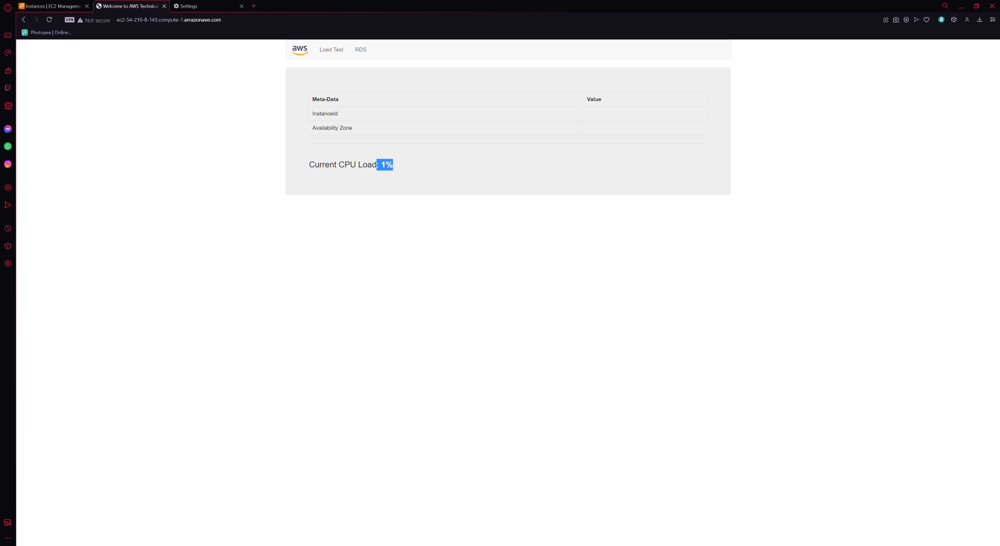 Instances | EC2 Manageme
Welcome to AWS Technica
Settings
VPN
Not secure
ec2-54-210-8-143.compute-1.amazonaws.com
Photopea | Online...
aws
Load Test
RDS
Meta-Data
Value
InstanceId
Availability Zone
Current CPU Load: 1%